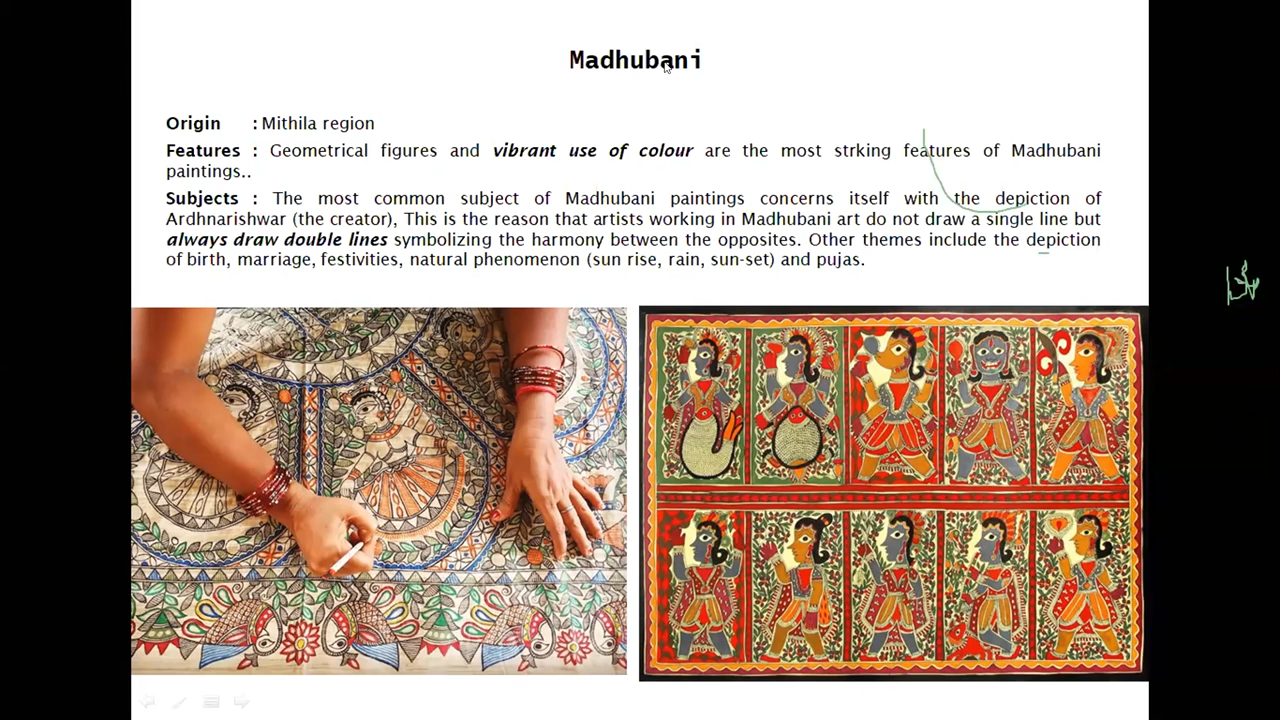 Madhubani
Origin : Mithila region
Features : Geometrical figures and vibrant use of colour are the most strking features of Madhubani
paintings..
Subjects : The most common subject of Madhubani paintings concerns itself with the depiction of
Ardhnarishwar (the creator), This is the reason that artists working in Madhubani art do not draw a single line but
always draw double lines symbolizing the harmony between the opposites. Other themes include the depiction
of birth, marriage, festivities, natural phenomenon (sun rise, rain, sun-set) and pujas.